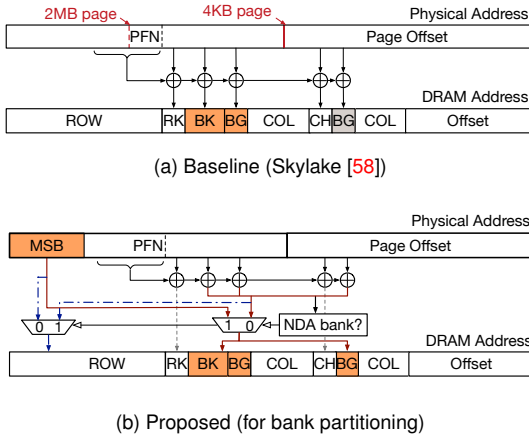 Physical Address
2MB page
4KB page
PFN
Page Offset
DRAM Address
ROW
RK
BK
BG
COL
CH
BG
COL
Offset
(a) Baseline (Skylake [58])
Physical Address
MSB
PFN
Page Offset
0 1
1 0
NDA bank?
DRAM Address
ROW
RK
BK
BG
COL
CH
BG
COL
Offset
(b) Proposed (for bank partitioning)